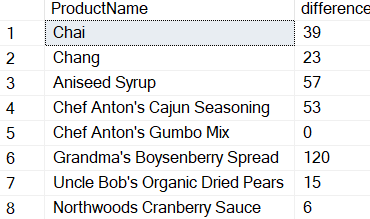 ProductName difference
1 Chai 39
2 Chang 23
3 Aniseed Syrup 57
4 Chef Anton's Cajun Seasoning 53
5 Chef Anton's Gumbo Mix 0
6 Grandma's Boysenberry Spread 120
7 Uncle Bob's Organic Dried Pears 15
8 Northwoods Cranberry Sauce 6